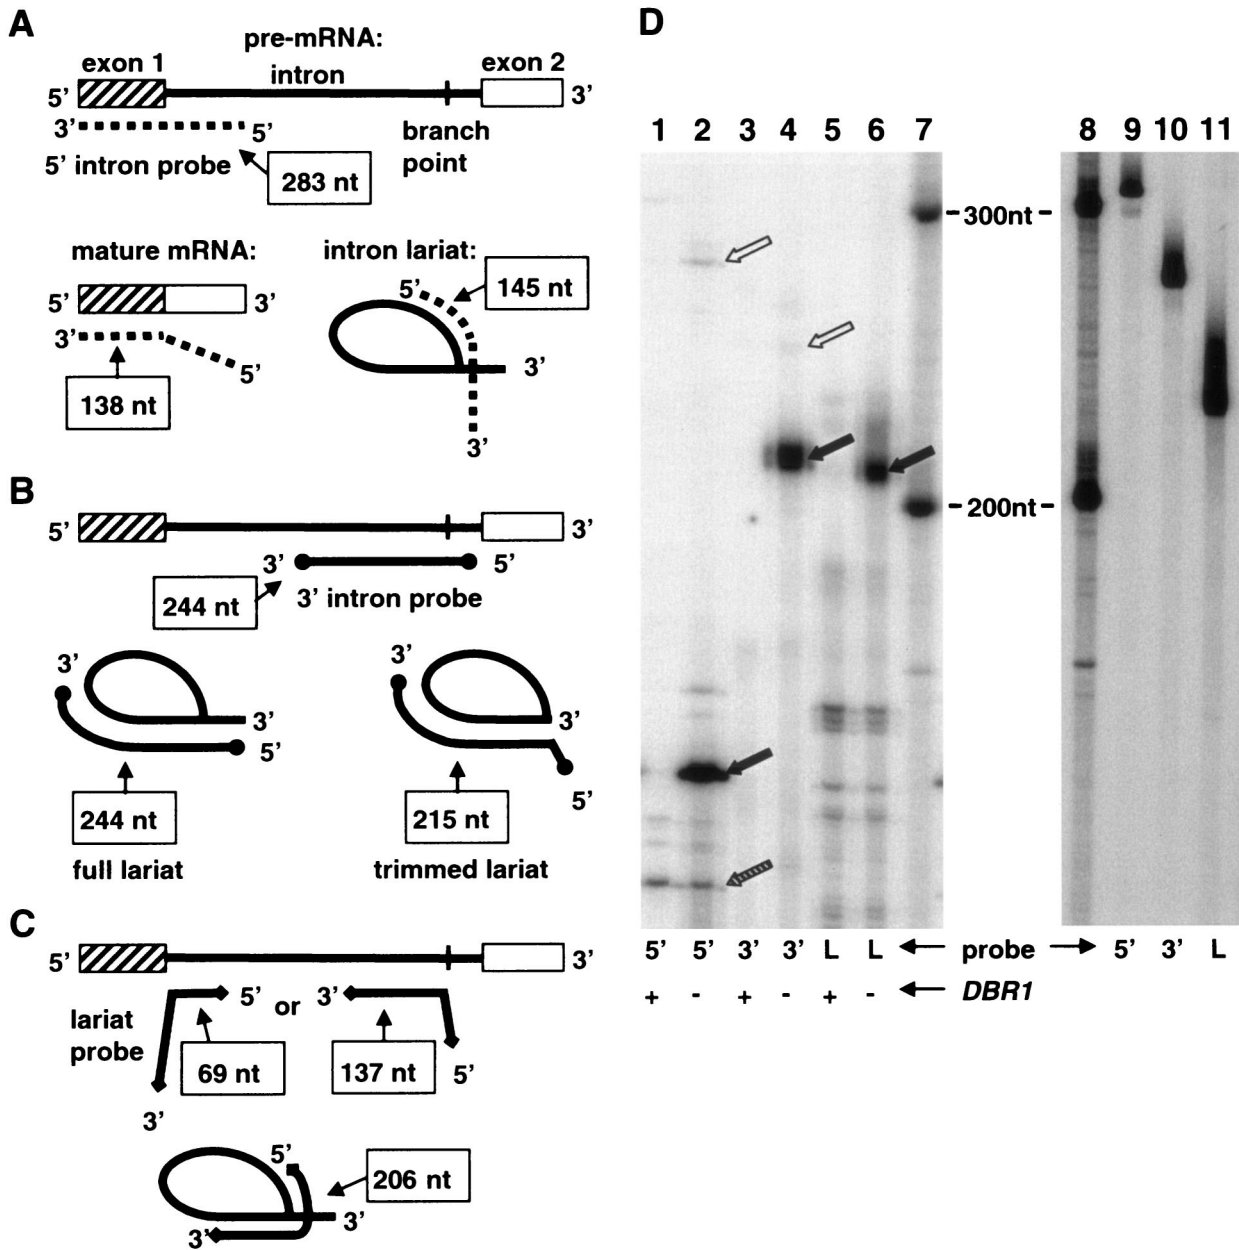 A
pre-mRNA:
exon 1
intron
exon 2
5’
3’
3’
5’
5’ intron probe
283 nt
branch
point
mature mRNA:
5’
3’
3’
5’
138 nt
intron lariat:
5’
145 nt
3’
3’
B
5’
3’
3’
5’
3’ intron probe
244 nt
3’
3’
5’
244 nt
full lariat
3’
3’
5’
215 nt
trimmed lariat
C
5’
3’
5’
or
3’
lariat
probe
69 nt
137 nt
5’
3’
5’
206 nt
3’
3’
D
1 2 3 4 5 6 7 8 9 10 11
300nt
200nt
5’ 5’ 3’ 3’ L L probe 5’ 3’ L
+ - + - + - DBR1